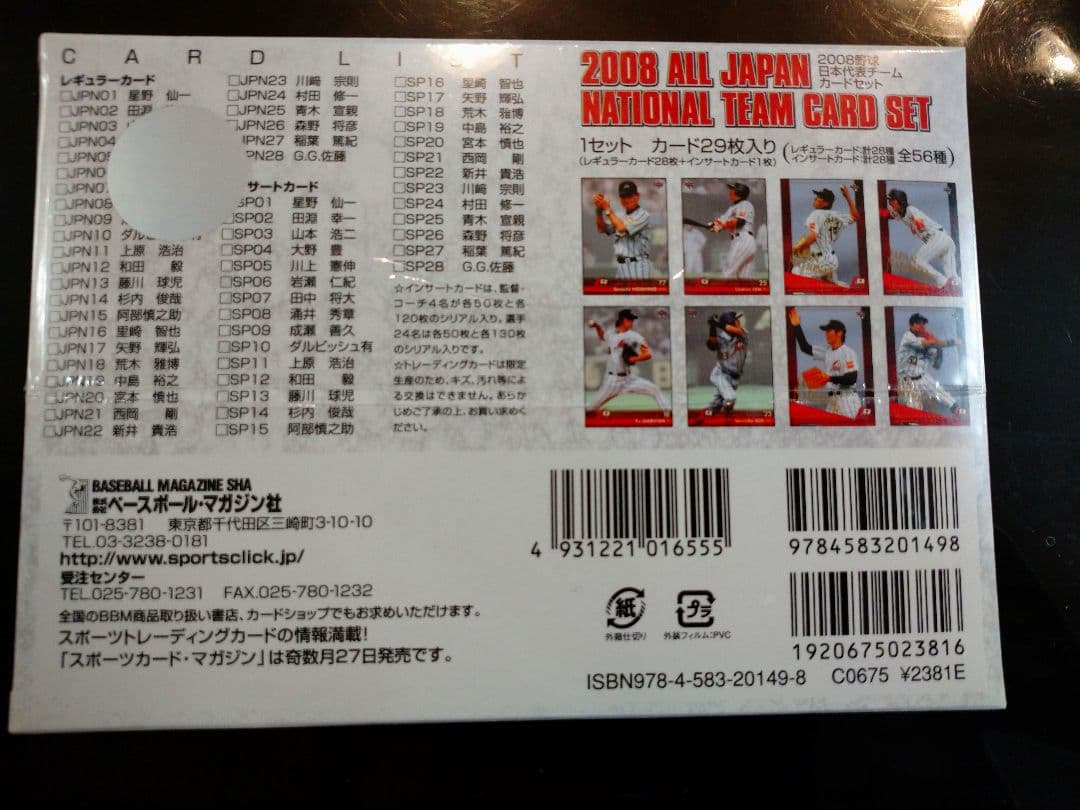 CARD LIST
レギュラーカード
□JPN01 星野 仙一
□JPN02 田淵
□JPN03
□JPN04
□JPN08
□JPN09
□JPN10 ダルビッシュ有
□JPN11 上原 浩治
□JPN12 和田 毅
□JPN13 藤川 球児
□JPN14 杉内 俊哉
□JPN15 阿部慎之助
□JPN16 里崎 智也
□JPN17 矢野 輝弘
□JPN18 荒木 雅博
□JPN19 中島 裕之
□JPN20 宮本 慎也
□JPN21 西岡 剛
□JPN22 新井 貴浩
□JPN23 川﨑 宗則
□JPN24 村田 修一
□JPN25 青木 宣親
□JPN26 森野 将彦
JPN27 稲葉 篤紀
PN28 G.G.佐藤
サートカード
SP01 星野 仙一
□SP02 田淵 幸一
□SP03 山本 浩二
□SP04 大野 豊
□SP05 川上 憲伸
□SP06 岩瀬 仁紀
□SP07 田中 将大
□SP08 涌井 秀章
□SP09 成瀬 善久
□SP10 ダルビッシュ有
□SP11 上原 浩治
□SP12 和田 毅
□SP13 藤川 球児
□SP14 杉内 俊哉
□SP15 阿部慎之助
□SP16 里崎 智也
□SP17 矢野 輝弘
□SP18 荒木 雅博
□SP19 中島 裕之
□SP20 宮本 慎也
□SP21 西岡 剛
□SP22 新井 貴浩
□SP23 川﨑 宗則
□SP24 村田 修一
□SP25 青木 宣親
□SP26 森野 将彦
□SP27 稲葉 篤紀
□SP28 G.G.佐藤
☆インサートカードは、監督・
コーチ4名が各50枚と各
120枚のシリアル入り。選手
24名は各50枚と各130枚
のシリアル入りです。
☆トレーディングカードは限定
生産のため、キズ、汚れ等によ
る交換はできません。あらか
じめご了承の上、お買い求めく
ださい。
2008 ALL JAPAN
NATIONAL TEAM CARD SET
2008野球
日本代表チーム
カードセット
1セット カード29枚入り
(レギュラーカード28枚+インサートカード1枚)
(レギュラーカード:計28種
インサートカード:計28種 全56種)
BASEBALL MAGAZINE SHA
株式会社 ベースボール・マガジン社
〒101-8381 東京都千代田区三崎町3-10-10
TEL.03-3238-0181
http://www.sportsclick.jp/
受注センター
TEL.025-780-1231 FAX.025-780-1232
全国のBBM商品取り扱い書店、カードショップでもお求めいただけます。
スポーツトレーディングカードの情報満載!
「スポーツカード・マガジン」は奇数月27日発売です。
4 931221 016555
9784583201498
紙
外箱仕切り
プラ
外装フィルム:PVC
1920675023816
ISBN978-4-583-20149-8 C0675 ¥2381E